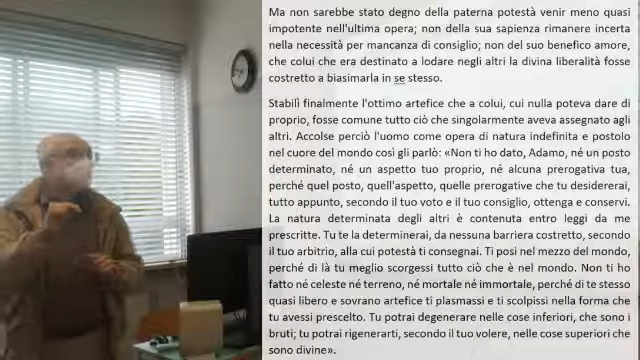 Ma non sarebbe stato degno della paterna potestà venir meno quasi
impotente nell'ultima opera; non della sua sapienza rimanere incerta
nella necessità per mancanza di consiglio; non del suo benefico amore,
che colui che era destinato a lodare negli altri la divina liberalità fosse
costretto a biasimarla in se stesso.
Stabilì finalmente l'ottimo artefice che a colui, cui nulla poteva dare di
proprio, fosse comune tutto ciò che singolarmente aveva assegnato agli
altri. Accolse perciò l'uomo come opera di natura indefinita e postolo
nel cuore del mondo così gli parlò: «Non ti ho dato, Adamo, né un posto
determinato, né un aspetto tuo proprio, né alcuna prerogativa tua,
perché quel posto, quell'aspetto, quelle prerogative che tu desidererai,
tutto appunto, secondo il tuo voto e il tuo consiglio, ottenga e conservi.
La natura determinata degli altri è contenuta entro leggi da me
prescritte. Tu te la determinerai, da nessuna barriera costretto, secondo
il tuo arbitrio, alla cui potestà ti consegnai. Ti posi nel mezzo del mondo,
perché di là tu meglio scorgessi tutto ciò che è nel mondo. Non ti ho
fatto né celeste né terreno, né mortale né immortale, perché di te stesso
quasi libero e sovrano artefice ti plasmassi e ti scolpissi nella forma che
tu avessi prescelto. Tu potrai degenerare nelle cose inferiori, che sono i
bruti; tu potrai rigenerarti, secondo il tuo volere, nelle cose superiori che
sono divine».